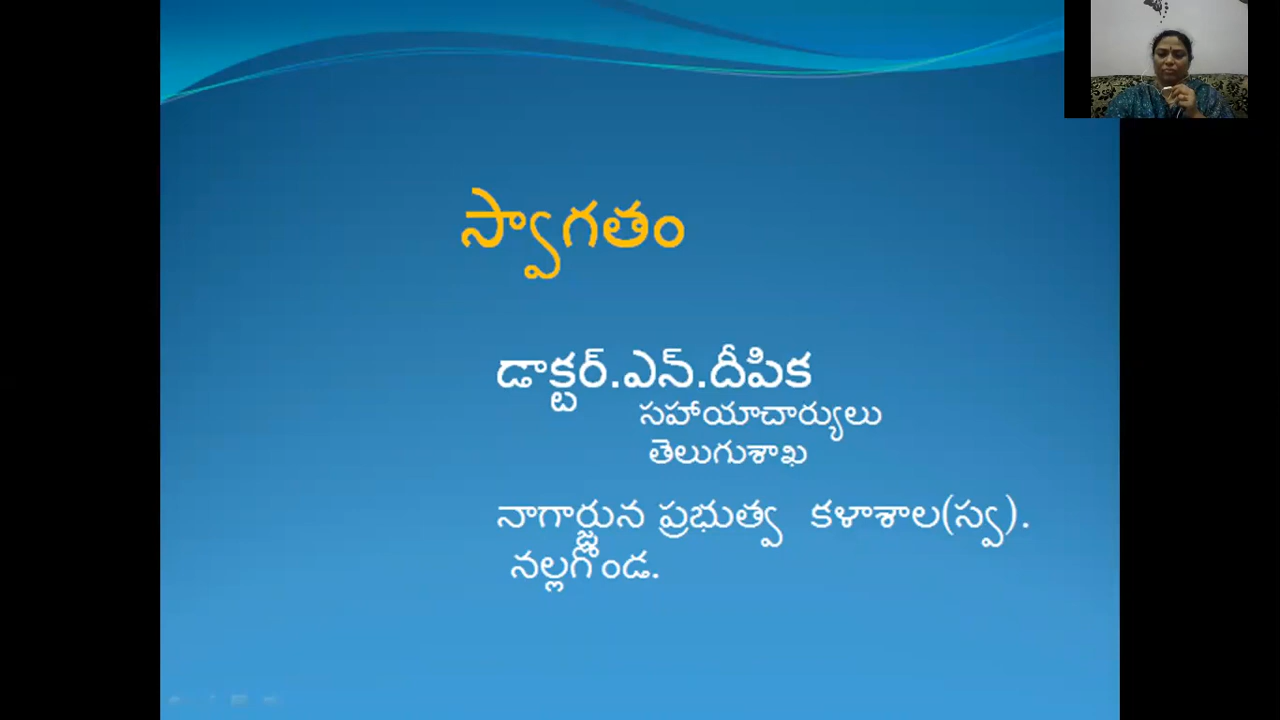 స్వాగతం
డాక్టర్.ఎన్.దీపిక
సహాయాచార్యులు
తెలుగుశాఖ
నాగార్జున ప్రభుత్వ కళాశాల(స్వ).
నల్లగొండ.